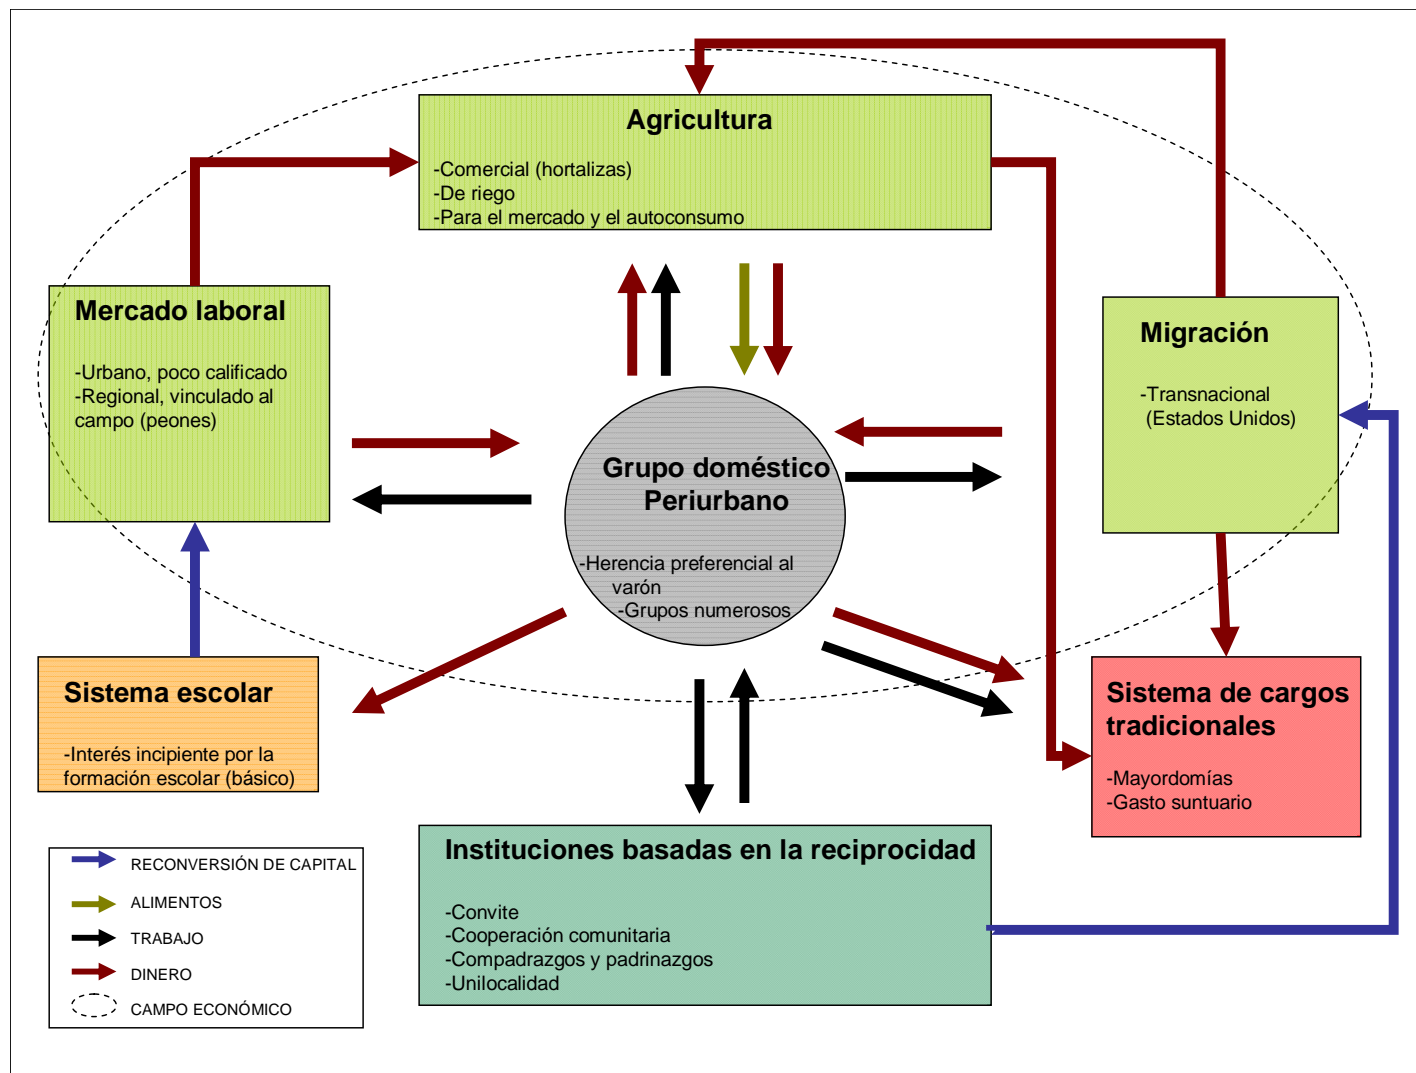 Agricultura
-Comercial (hortalizas)
-De riego
-Para el mercado y el autoconsumo
Mercado laboral
-Urbano, poco calificado
-Regional, vinculado al
campo (peones)
Migración
-Transnacional
(Estados Unidos)
Grupo doméstico
Periurbano
-Herencia preferencial al
varón
-Grupos numerosos
Sistema escolar
-Interés incipiente por la
formación escolar (básico)
Sistema de cargos
tradicionales
-Mayordomías
-Gasto suntuario
Instituciones basadas en la reciprocidad
-Convite
-Cooperación comunitaria
-Compadrazgos y padrinazgos
-Unilocalidad
RECONVERSIÓN DE CAPITAL
ALIMENTOS
TRABAJO
DINERO
CAMPO ECONÓMICO